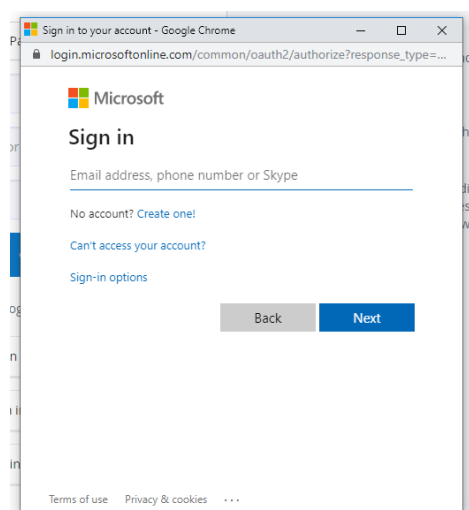 Sign in to your account - Google Chrome
login.microsoftonline.com/common/oauth2/authorize?response_type=...
Microsoft
Sign in
Email address, phone number or Skype
No account? Create one!
Can't access your account?
Sign-in options
Back Next
Terms of use Privacy & cookies ...